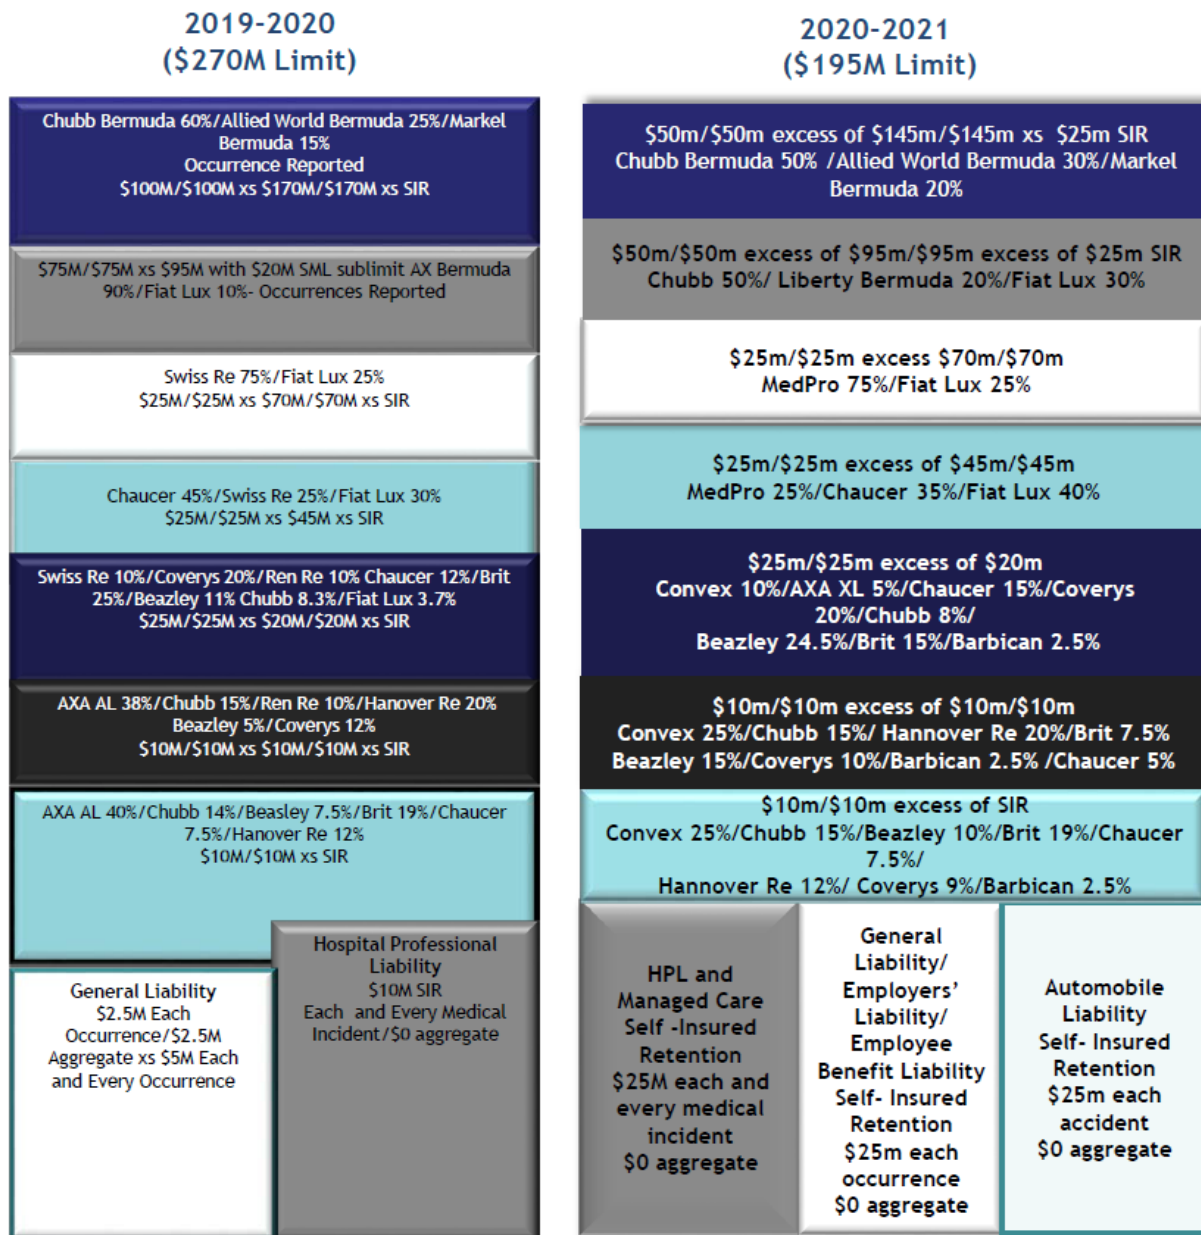 2019-2020
($270M Limit)
Chubb Bermuda 60%/Allied World Bermuda 25%/Markel
Bermuda 15%
Occurrence Reported
$100M/$100M xs $170M/$170M xs SIR
$75M/$75M xs $95M with $20M SML sublimit AX Bermuda
90%/Fiat Lux 10%- Occurrences Reported
Swiss Re 75%/Fiat Lux 25%
$25M/$25M xs $70M/$70M xs SIR
Chaucer 45%/Swiss Re 25%/Fiat Lux 30%
$25M/$25M xs $45M xs SIR
Swiss Re 10%/Coverys 20%/Ren Re 10% Chaucer 12%/Brit
25%/Beazley 11% Chubb 8.3%/Fiat Lux 3.7%
$25M/$25M xs $20M/$20M xs SIR
AXA AL 38%/Chubb 15%/Ren Re 10%/Hanover Re 20%
Beazley 5%/Coverys 12%
$10M/$10M xs $10M/$10M xs SIR
AXA AL 40%/Chubb 14%/Beasley 7.5%/Brit 19%/Chaucer
7.5%/Hanover Re 12%
$10M/$10M xs SIR
General Liability
$2.5M Each
Occurrence/$2.5M
Aggregate xs $5M Each
and Every Occurrence
Hospital Professional
Liability
$10M SIR
Each and Every Medical
Incident/$0 aggregate
2020-2021
($195M Limit)
$50m/$50m excess of $145m/$145m xs $25m SIR
Chubb Bermuda 50% /Allied World Bermuda 30%/Markel
Bermuda 20%
$50m/$50m excess of $95m/$95m excess of $25m SIR
Chubb 50%/ Liberty Bermuda 20%/Fiat Lux 30%
$25m/$25m excess $70m/$70m
MedPro 75%/Fiat Lux 25%
$25m/$25m excess of $45m/$45m
MedPro 25%/Chaucer 35%/Fiat Lux 40%
$25m/$25m excess of $20m
Convex 10%/AXA XL 5%/Chaucer 15%/Coverys
20%/Chubb 8%/
Beazley 24.5%/Brit 15%/Barbican 2.5%
$10m/$10m excess of $10m/$10m
Convex 25%/Chubb 15%/ Hannover Re 20%/Brit 7.5%
Beazley 15%/Coverys 10%/Barbican 2.5% /Chaucer 5%
$10m/$10m excess of SIR
Convex 25%/Chubb 15%/Beazley 10%/Brit 19%/Chaucer
7.5%/
Hannover Re 12%/ Coverys 9%/Barbican 2.5%
HPL and
Managed Care
Self -Insured
Retention
$25M each and
every medical
incident
$0 aggregate
General
Liability/
Employers’
Liability/
Employee
Benefit Liability
Self- Insured
Retention
$25m each
occurrence
$0 aggregate
Automobile
Liability
Self- Insured
Retention
$25m each
accident
$0 aggregate